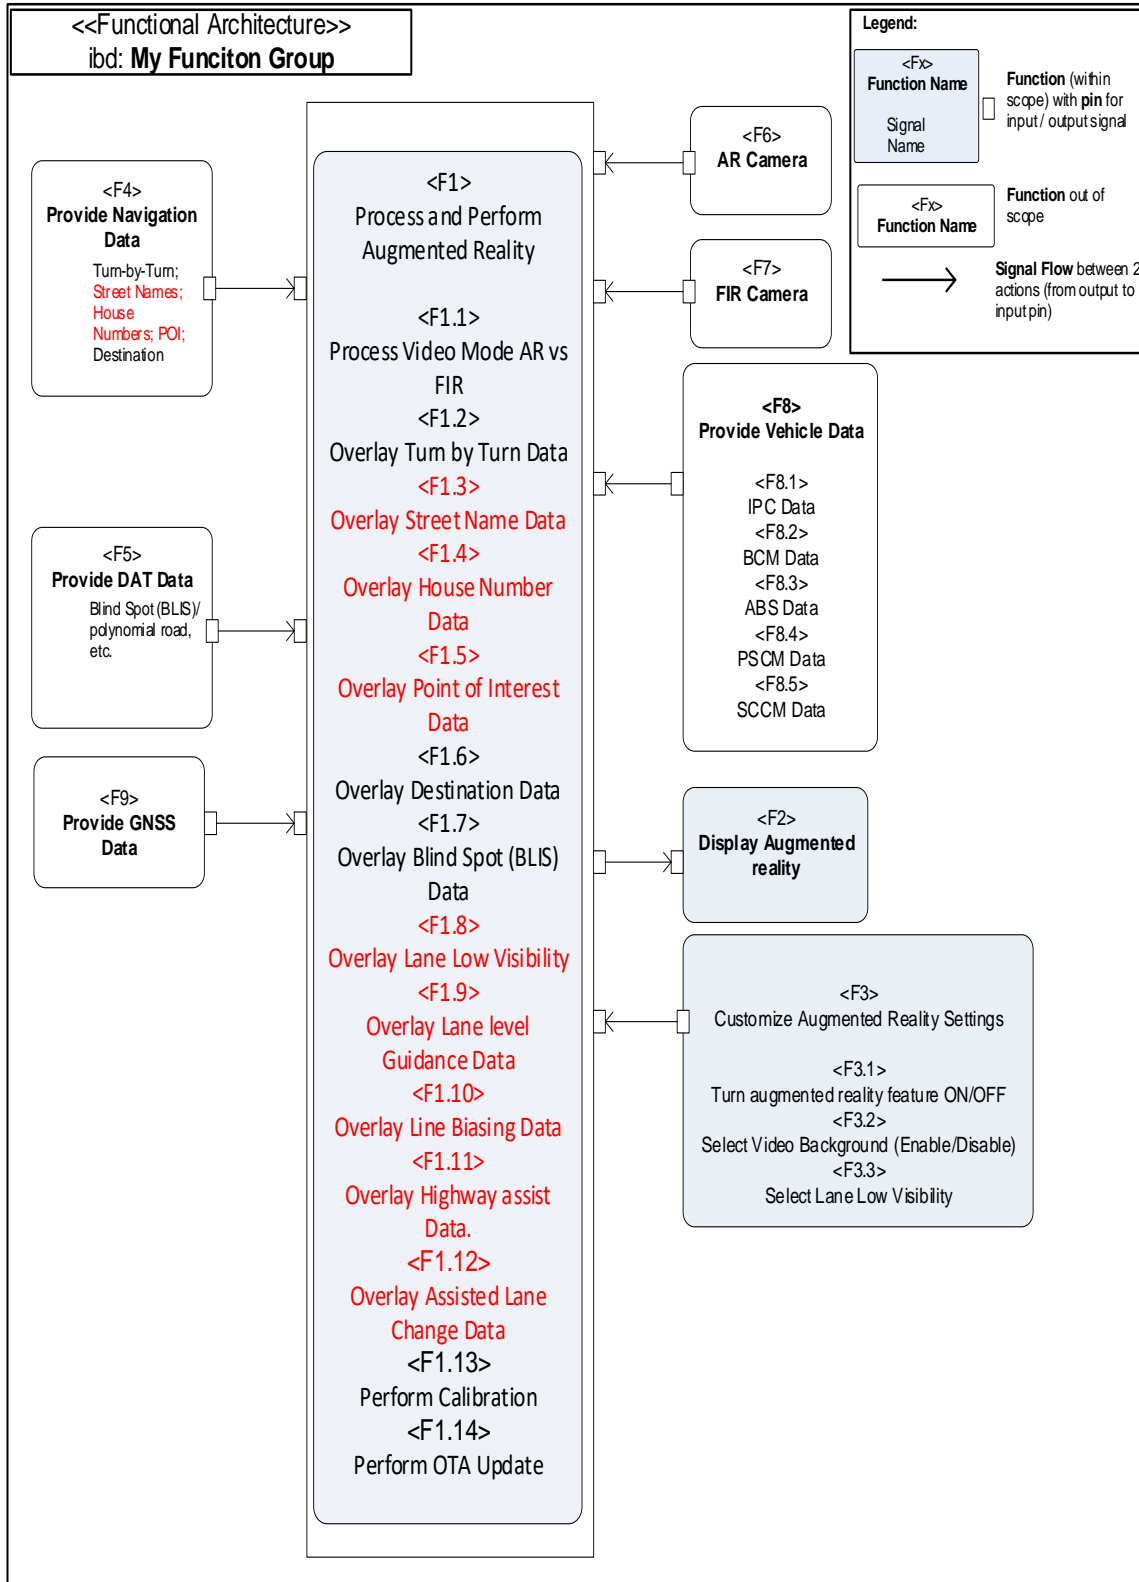 <<Functional Architecture>>
ibd: My Funciton Group
Legend:
<Fx>
Function Name
Signal
Name
Function (within
scope) with pin for
input / output signal
<Fx>
Function Name
Function out of
scope
Signal Flow between 2
actions (from output to
input pin)
<F4>
Provide Navigation
Data
Turn-by-Turn;
Street Names;
House
Numbers; POI;
Destination
<F5>
Provide DAT Data
Blind Spot (BLIS)/
polynomial road,
etc.
<F9>
Provide GNSS
Data
<F1>
Process and Perform
Augmented Reality
<F1.1>
Process Video Mode AR vs
FIR
<F1.2>
Overlay Turn by Turn Data
<F1.3>
Overlay Street Name Data
<F1.4>
Overlay House Number
Data
<F1.5>
Overlay Point of Interest
Data
<F1.6>
Overlay Destination Data
<F1.7>
Overlay Blind Spot (BLIS)
Data
<F1.8>
Overlay Lane Low Visibility
<F1.9>
Overlay Lane level
Guidance Data
<F1.10>
Overlay Line Biasing Data
<F1.11>
Overlay Highway assist
Data.
<F1.12>
Overlay Assisted Lane
Change Data
<F1.13>
Perform Calibration
<F1.14>
Perform OTA Update
<F6>
AR Camera
<F7>
FIR Camera
<F8>
Provide Vehicle Data
<F8.1>
IPC Data
<F8.2>
BCM Data
<F8.3>
ABS Data
<F8.4>
PSCM Data
<F8.5>
SCCM Data
<F2>
Display Augmented
reality
<F3>
Customize Augmented Reality Settings
<F3.1>
Turn augmented reality feature ON/OFF
<F3.2>
Select Video Background (Enable/Disable)
<F3.3>
Select Lane Low Visibility